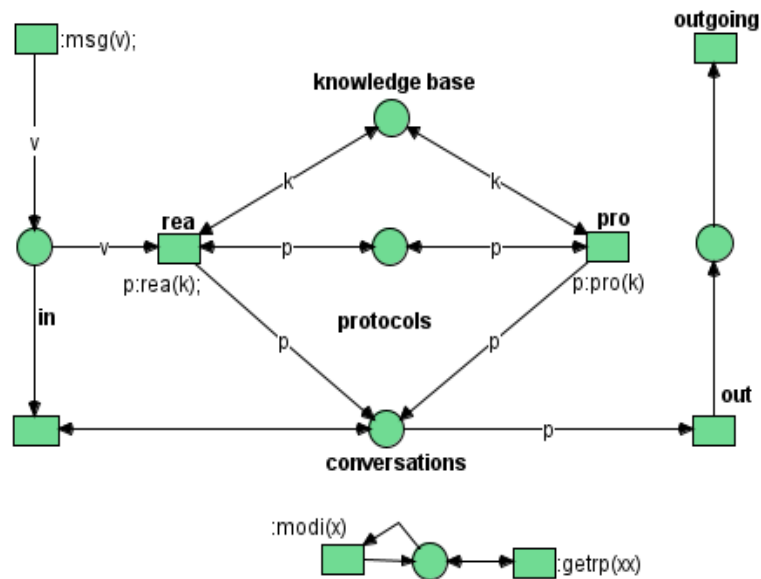 outgoing
:msg(v);
knowledge base
v
k
k
rea
pro
v
p
p
p:rea(k);
p:pro(k)
in
protocols
p
p
out
p
conversations
:modi(x)
:getrp(xx)